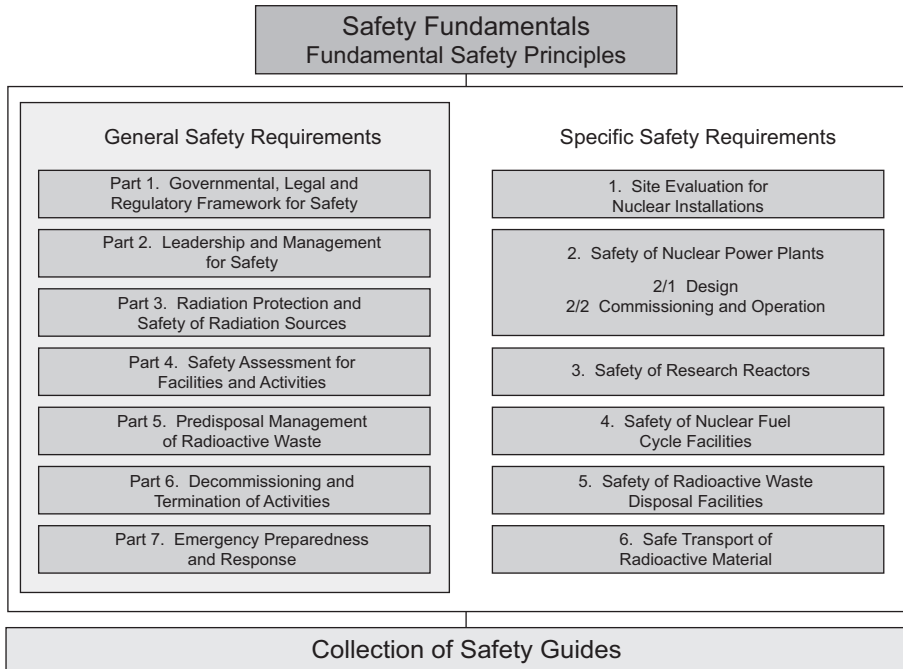 Safety Fundamentals
Fundamental Safety Principles
General Safety Requirements
Part 1. Governmental, Legal and
Regulatory Framework for Safety
Part 2. Leadership and Management
for Safety
Part 3. Radiation Protection and
Safety of Radiation Sources
Part 4. Safety Assessment for
Facilities and Activities
Part 5. Predisposal Management
of Radioactive Waste
Part 6. Decommissioning and
Termination of Activities
Part 7. Emergency Preparedness
and Response
Specific Safety Requirements
1. Site Evaluation for
Nuclear Installations
2. Safety of Nuclear Power Plants
2/1 Design
2/2 Commissioning and Operation
3. Safety of Research Reactors
4. Safety of Nuclear Fuel
Cycle Facilities
5. Safety of Radioactive Waste
Disposal Facilities
6. Safe Transport of
Radioactive Material
Collection of Safety Guides